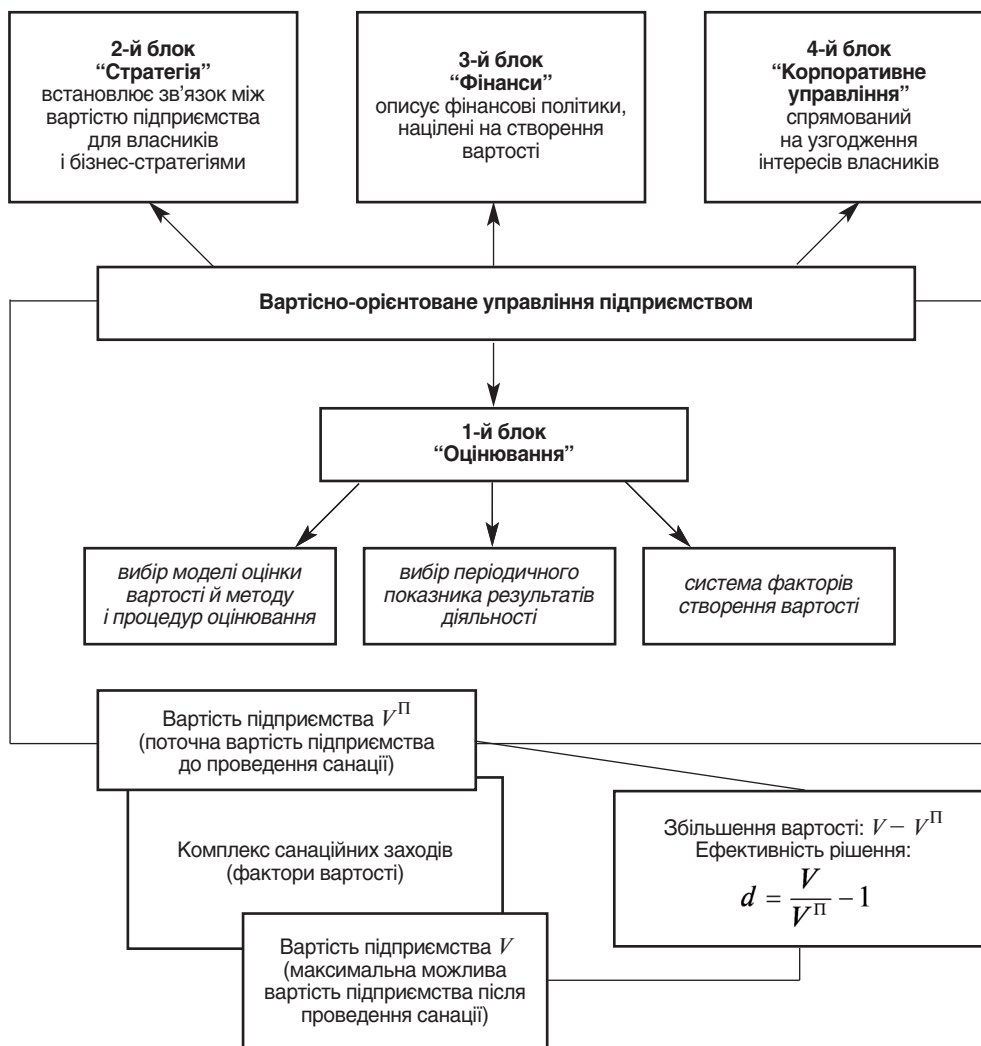 2-й блок
“Стратегія”
встановлює зв’язок між
вартістю підприємства
для власників
і бізнес-стратегіями
3-й блок
“Фінанси”
описує фінансові політики,
націлені на створення
вартості
4-й блок
“Корпоративне
управління”
спрямований
на узгодження
інтересів власників
Вартісно-орієнтоване управління підприємством
1-й блок
“Оцінювання”
вибір моделі оцінки
вартості й методу
і процедур оцінювання
вибір періодичного
показника результатів
діяльності
система факторів
створення вартості
Вартість підприємства V^П
(поточна вартість підприємства
до проведення санації)
Комплекс санаційних заходів
(фактори вартості)
Вартість підприємства V
(максимальна можлива
вартість підприємства після
проведення санації)
Збільшення вартості: V − V^П
Ефективність рішення:
d = V / V^П − 1